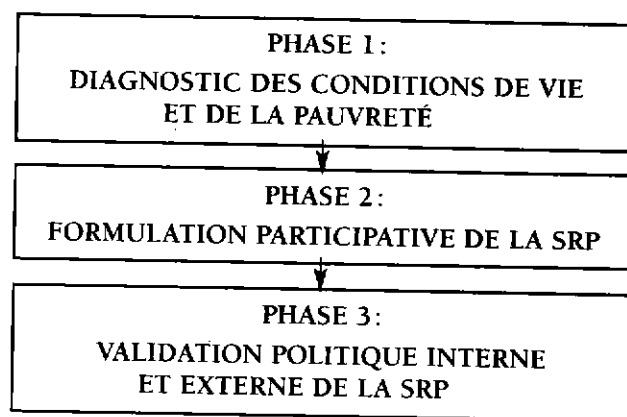 PHASE 1:
DIAGNOSTIC DES CONDITIONS DE VIE
ET DE LA PAUVRETÉ
PHASE 2:
FORMULATION PARTICIPATIVE DE LA SRP
PHASE 3:
VALIDATION POLITIQUE INTERNE
ET EXTERNE DE LA SRP